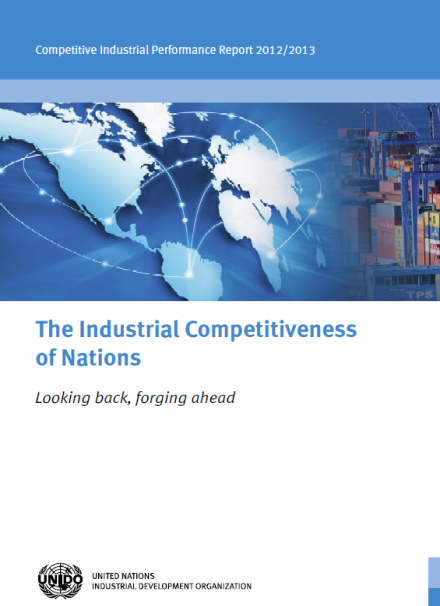 Competitive Industrial Performance Report 2012/2013
TPS
The Industrial Competitiveness
of Nations
Looking back, forging ahead
UNIDO
UNITED NATIONS
INDUSTRIAL DEVELOPMENT ORGANIZATION